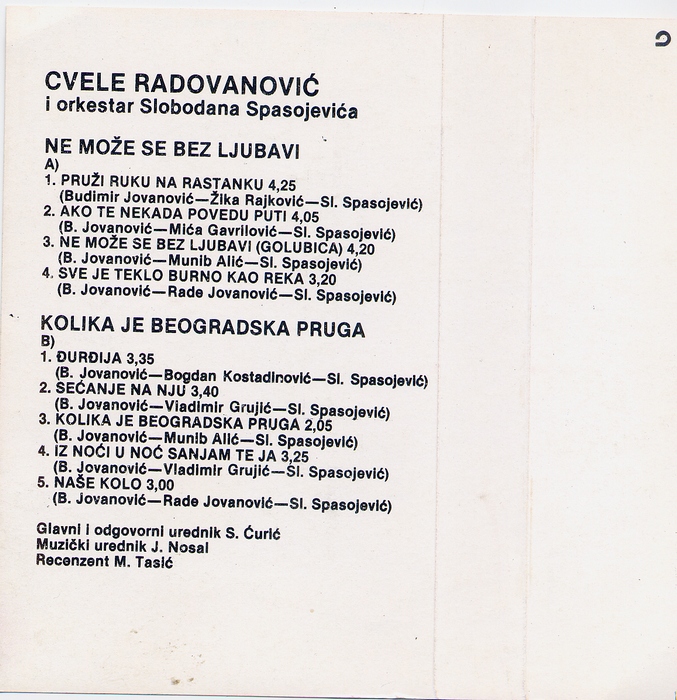 CVELE RADOVANOVIĆ
i orkestar Slobodana Spasojevića
NE MOŽE SE BEZ LJUBAVI
A)
1. PRUŽI RUKU NA RASTANKU 4,25
(Budimir Jovanović—Žika Rajković—Sl. Spasojević)
2. AKO TE NEKADA POVEDU PUTI 4,05
(B. Jovanović—Mića Gavrilović—Sl. Spasojević)
3. NE MOŽE SE BEZ LJUBAVI (GOLUBICA) 4,20
(B. Jovanović—Munib Alić—Sl. Spasojević)
4. SVE JE TEKLO BURNO KAO REKA 3,20
(B. Jovanović—Rade Jovanović—Sl. Spasojević)
KOLIKA JE BEOGRADSKA PRUGA
B)
1. ĐURĐIJA 3,35
(B. Jovanović—Bogdan Kostadinović—Sl. Spasojević)
2. SEĆANJE NA NJU 3,40
(B. Jovanović—Vladimir Grujić—Sl. Spasojević)
3. KOLIKA JE BEOGRADSKA PRUGA 2,05
(B. Jovanović—Munib Alić—Sl. Spasojević)
4. IZ NOĆI U NOĆ SANJAM TE JA 3,25
(B. Jovanović—Vladimir Grujić—Sl. Spasojević)
5. NAŠE KOLO 3,00
(B. Jovanović—Rade Jovanović—Sl. Spasojević)
Glavni i odgovorni urednik S. Ćurić
Muzički urednik J. Nosal
Recenzent M. Tasić